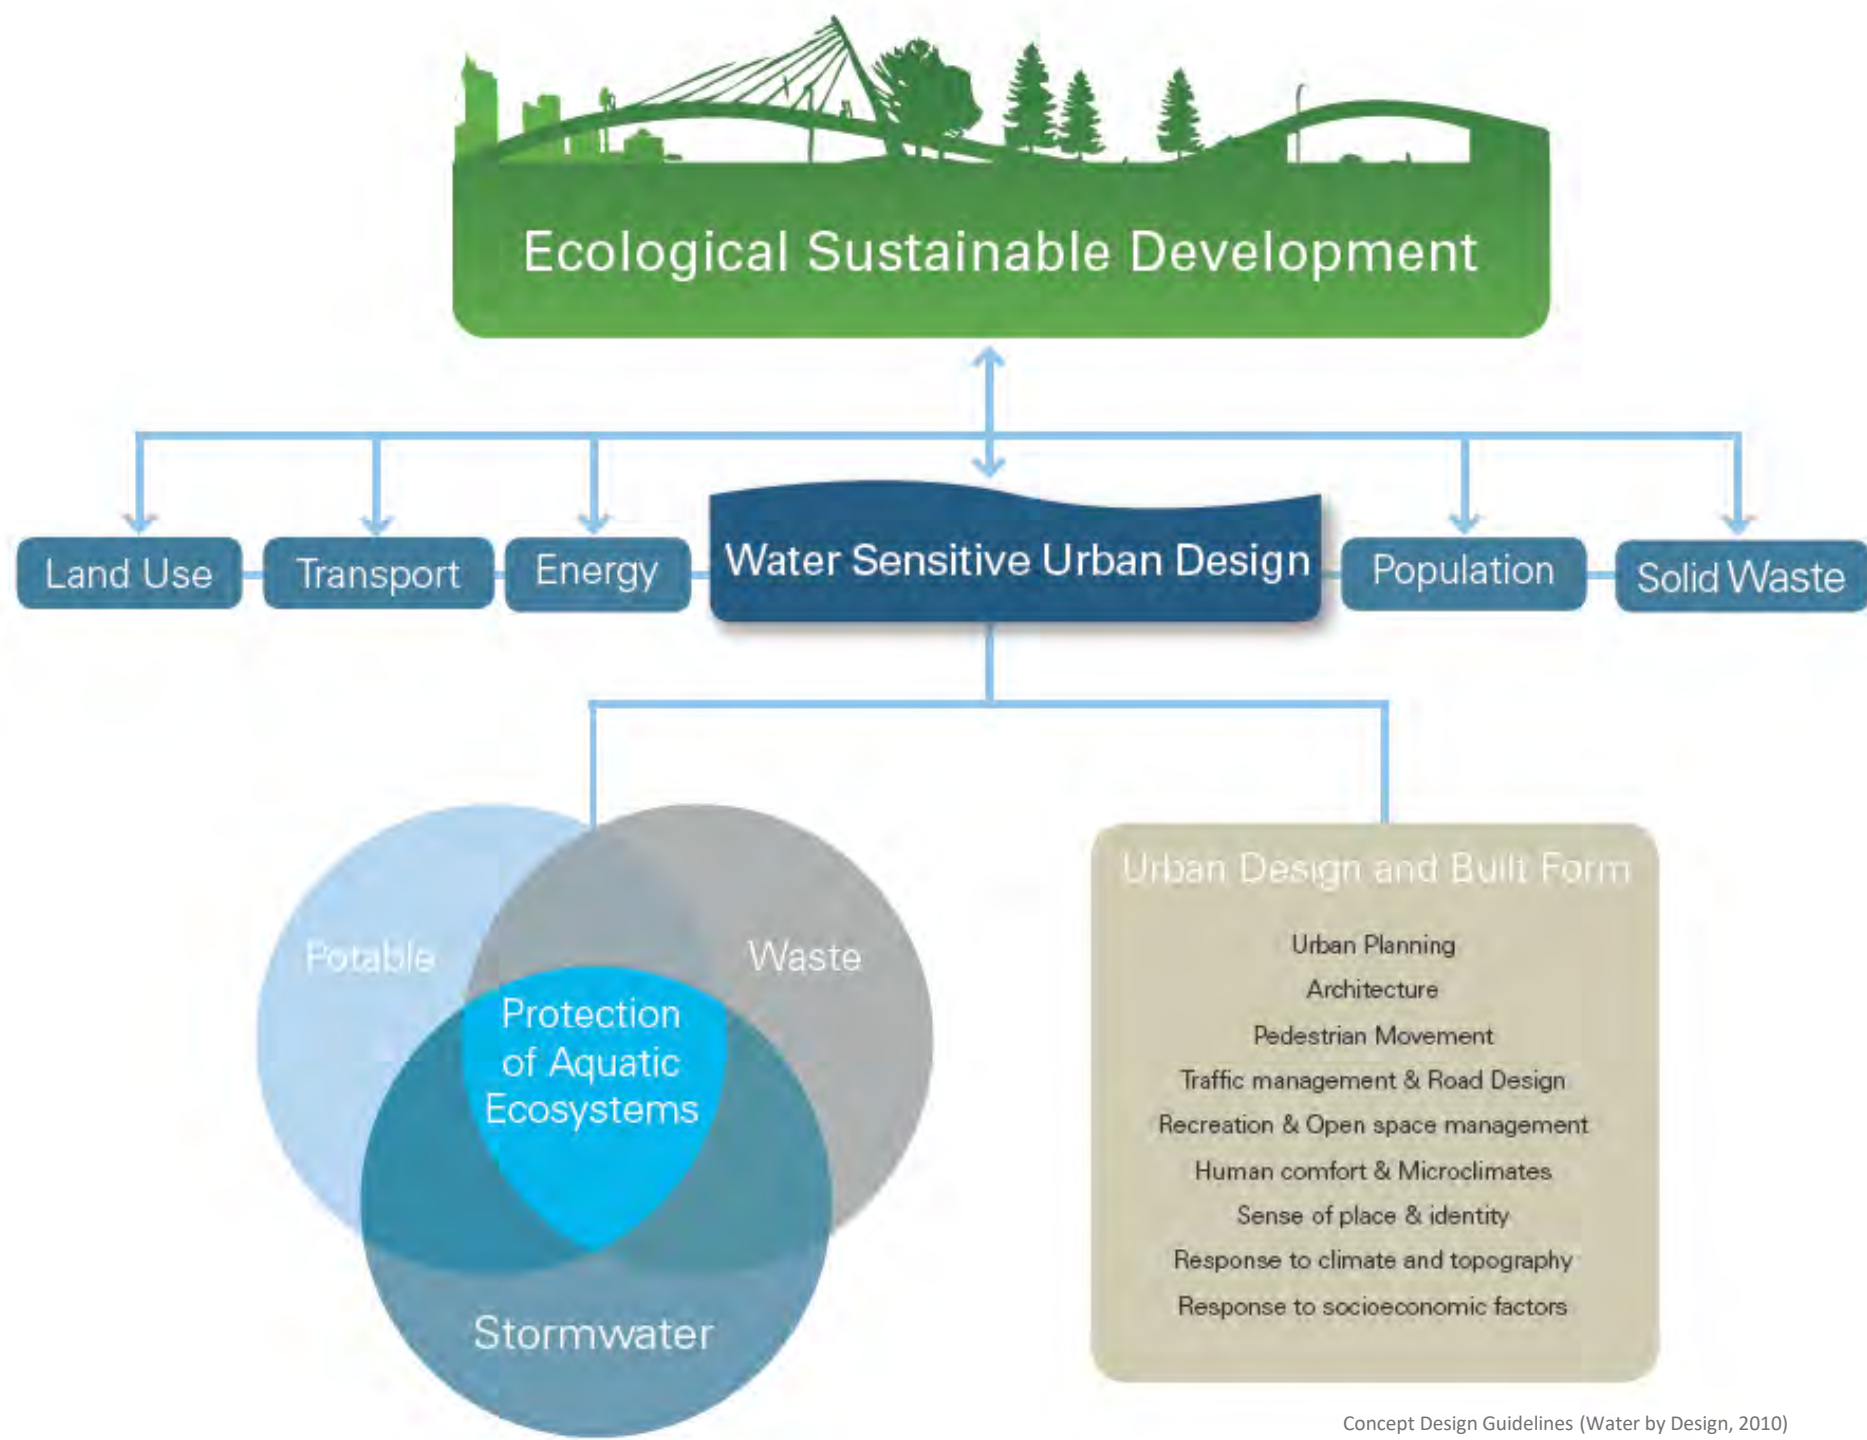 Ecological Sustainable Development
Land Use
Transport
Energy
Water Sensitive Urban Design
Population
Solid Waste
Potable
Waste
Protection
of Aquatic
Ecosystems
Stormwater
Urban Design and Built Form
Urban Planning
Architecture
Pedestrian Movement
Traffic management & Road Design
Recreation & Open space management
Human comfort & Microclimates
Sense of place & identity
Response to climate and topography
Response to socioeconomic factors
Concept Design Guidelines (Water by Design, 2010)